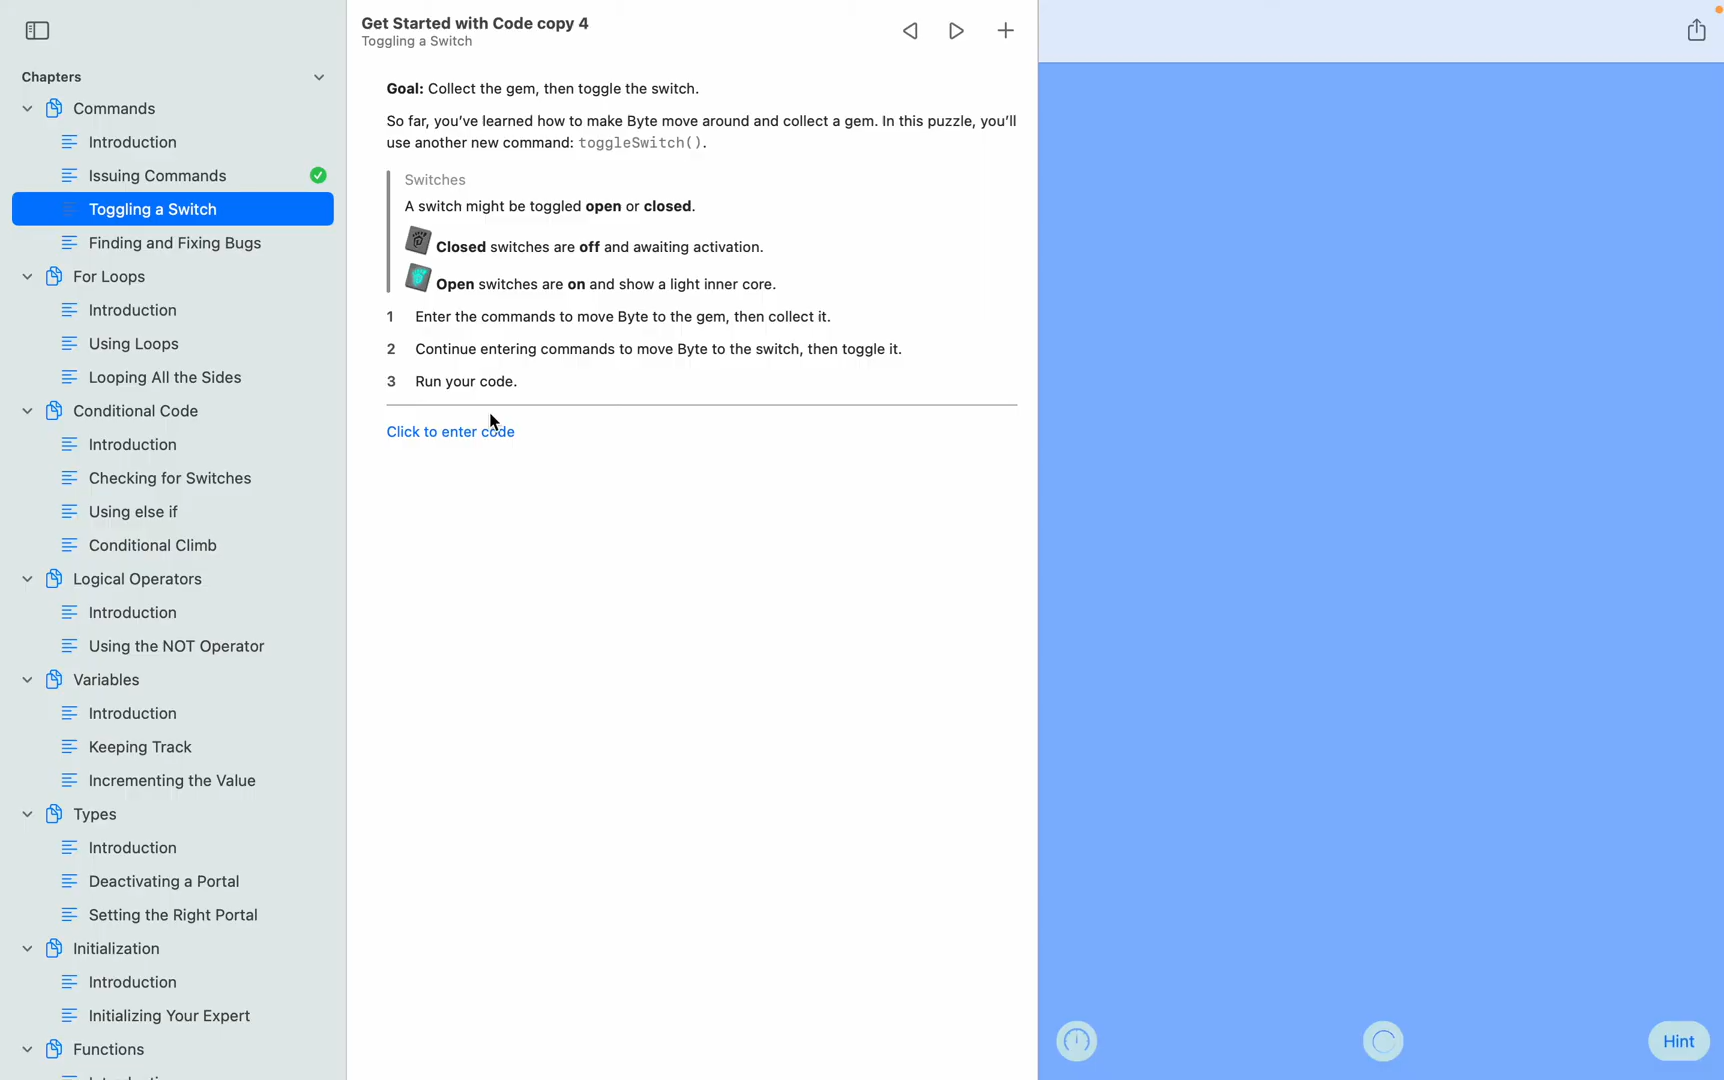 Chapters
Commands
Introduction
Issuing Commands
Toggling a Switch
Finding and Fixing Bugs
For Loops
Introduction
Using Loops
Looping All the Sides
Conditional Code
Introduction
Checking for Switches
Using else if
Conditional Climb
Logical Operators
Introduction
Using the NOT Operator
Variables
Introduction
Keeping Track
Incrementing the Value
Types
Introduction
Deactivating a Portal
Setting the Right Portal
Initialization
Introduction
Initializing Your Expert
Functions
Get Started with Code copy 4
Toggling a Switch
Goal: Collect the gem, then toggle the switch.
So far, you’ve learned how to make Byte move around and collect a gem. In this puzzle, you’ll
use another new command: toggleSwitch().
Switches
A switch might be toggled open or closed.
Closed switches are off and awaiting activation.
Open switches are on and show a light inner core.
1 Enter the commands to move Byte to the gem, then collect it.
2 Continue entering commands to move Byte to the switch, then toggle it.
3 Run your code.
Click to enter code
Hint